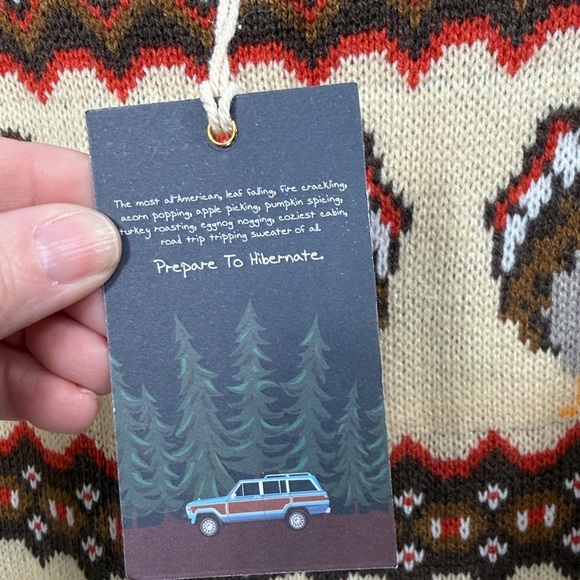 The most all-American, leaf falling, fire crackling,
acorn popping, apple picking, pumpkin spicing,
turkey roasting, eggnog nogging, coziest cabin,
road trip tripping sweater of all
Prepare To Hibernate.